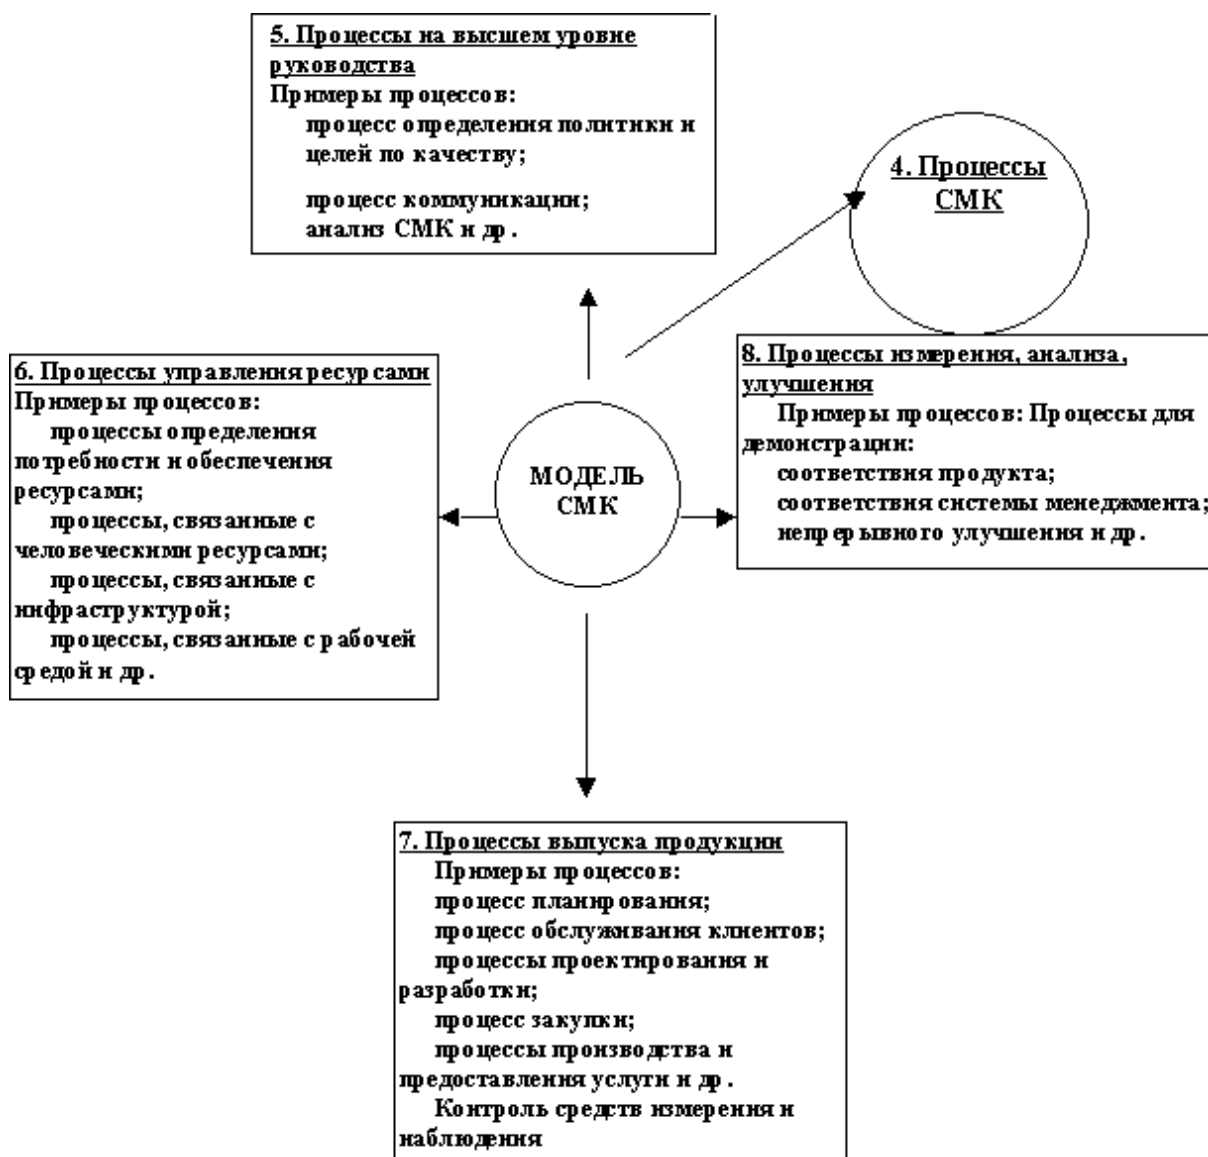 5. Процессы на высшем уровне
руководства
Примеры процессов:
процесс определения политики и
целей по качеству;
процесс коммуникации;
анализ СМК и др.
4. Процессы
СМК
6. Процессы управления ресурсами
Примеры процессов:
процессы определения
потребности и обеспечения
ресурсами;
процессы, связанные с
человеческими ресурсами;
процессы, связанные с
инфраструктурой;
процессы, связанные с рабочей
средой и др.
МОДЕЛЬ
СМК
8. Процессы измерения, анализа,
улучшения
Примеры процессов: Процессы для
демонстрации:
соответствия продукта;
соответствия системы менеджмента;
непрерывного улучшения и др.
7. Процессы выпуска продукции
Примеры процессов:
процесс планирования;
процесс обслуживания клиентов;
процессы проектирования и
разработки;
процесс закупки;
процессы производства и
предоставления услуги и др.
Контроль средств измерения и
наблюдения